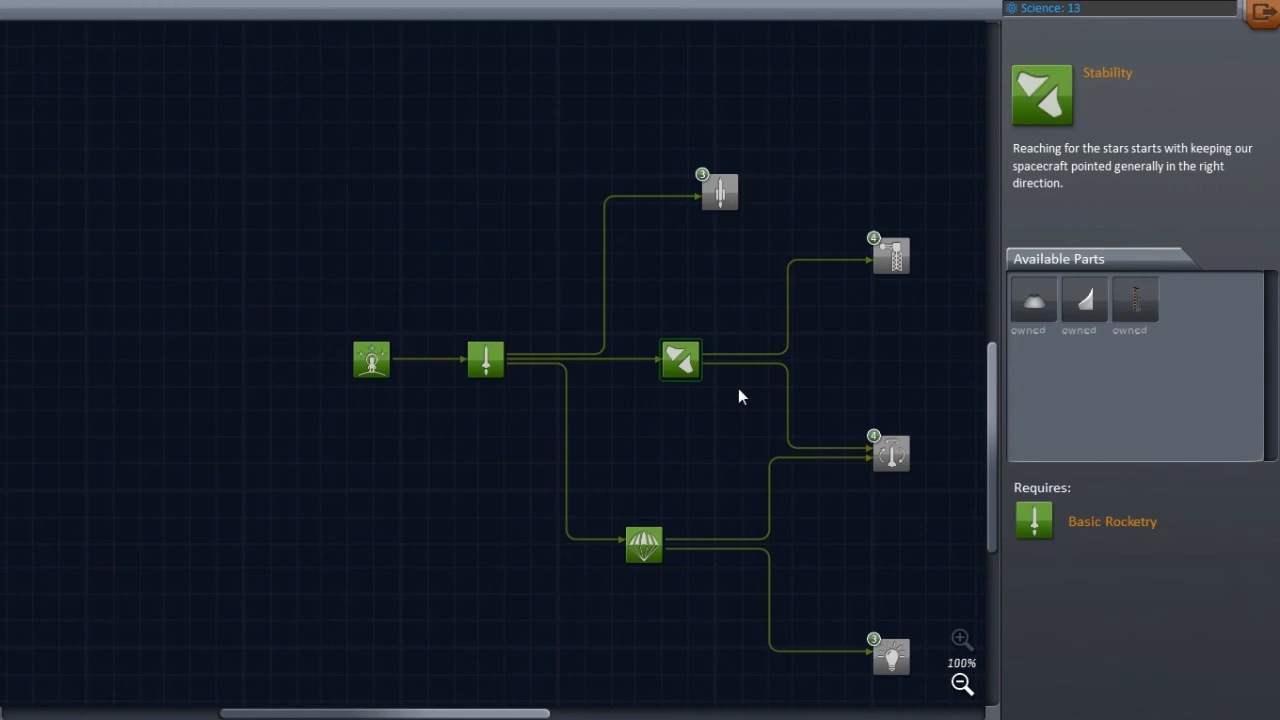 Science: 13
Stability
Reaching for the stars starts with keeping our
spacecraft pointed generally in the right
direction.
Available Parts
owned owned owned
Requires:
Basic Rocketry
3
4
4
3
100%